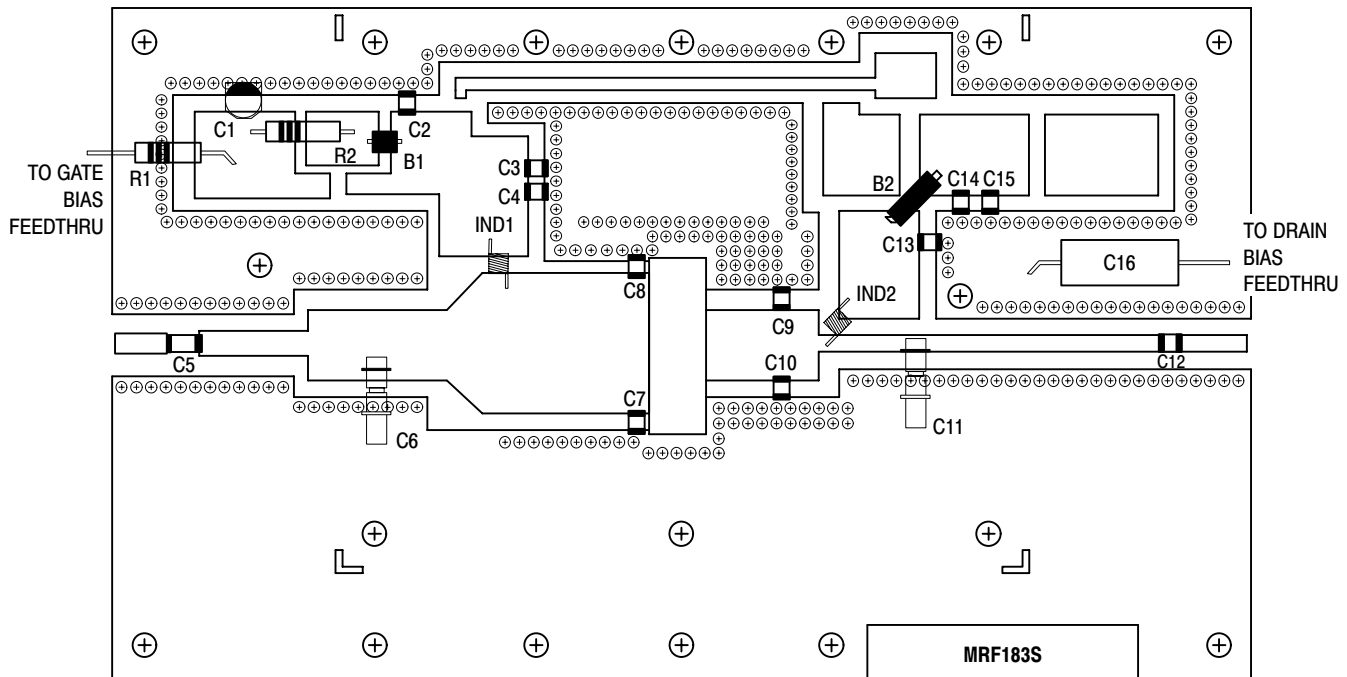 C1
C2
R2
B1
R1
TO GATE
BIAS
FEEDTHRU
C3
C4
IND1
B2
C14
C15
C13
TO DRAIN
BIAS
FEEDTHRU
C16
C8
IND2
C9
C5
C10
C12
C7
C6
C11
MRF183S